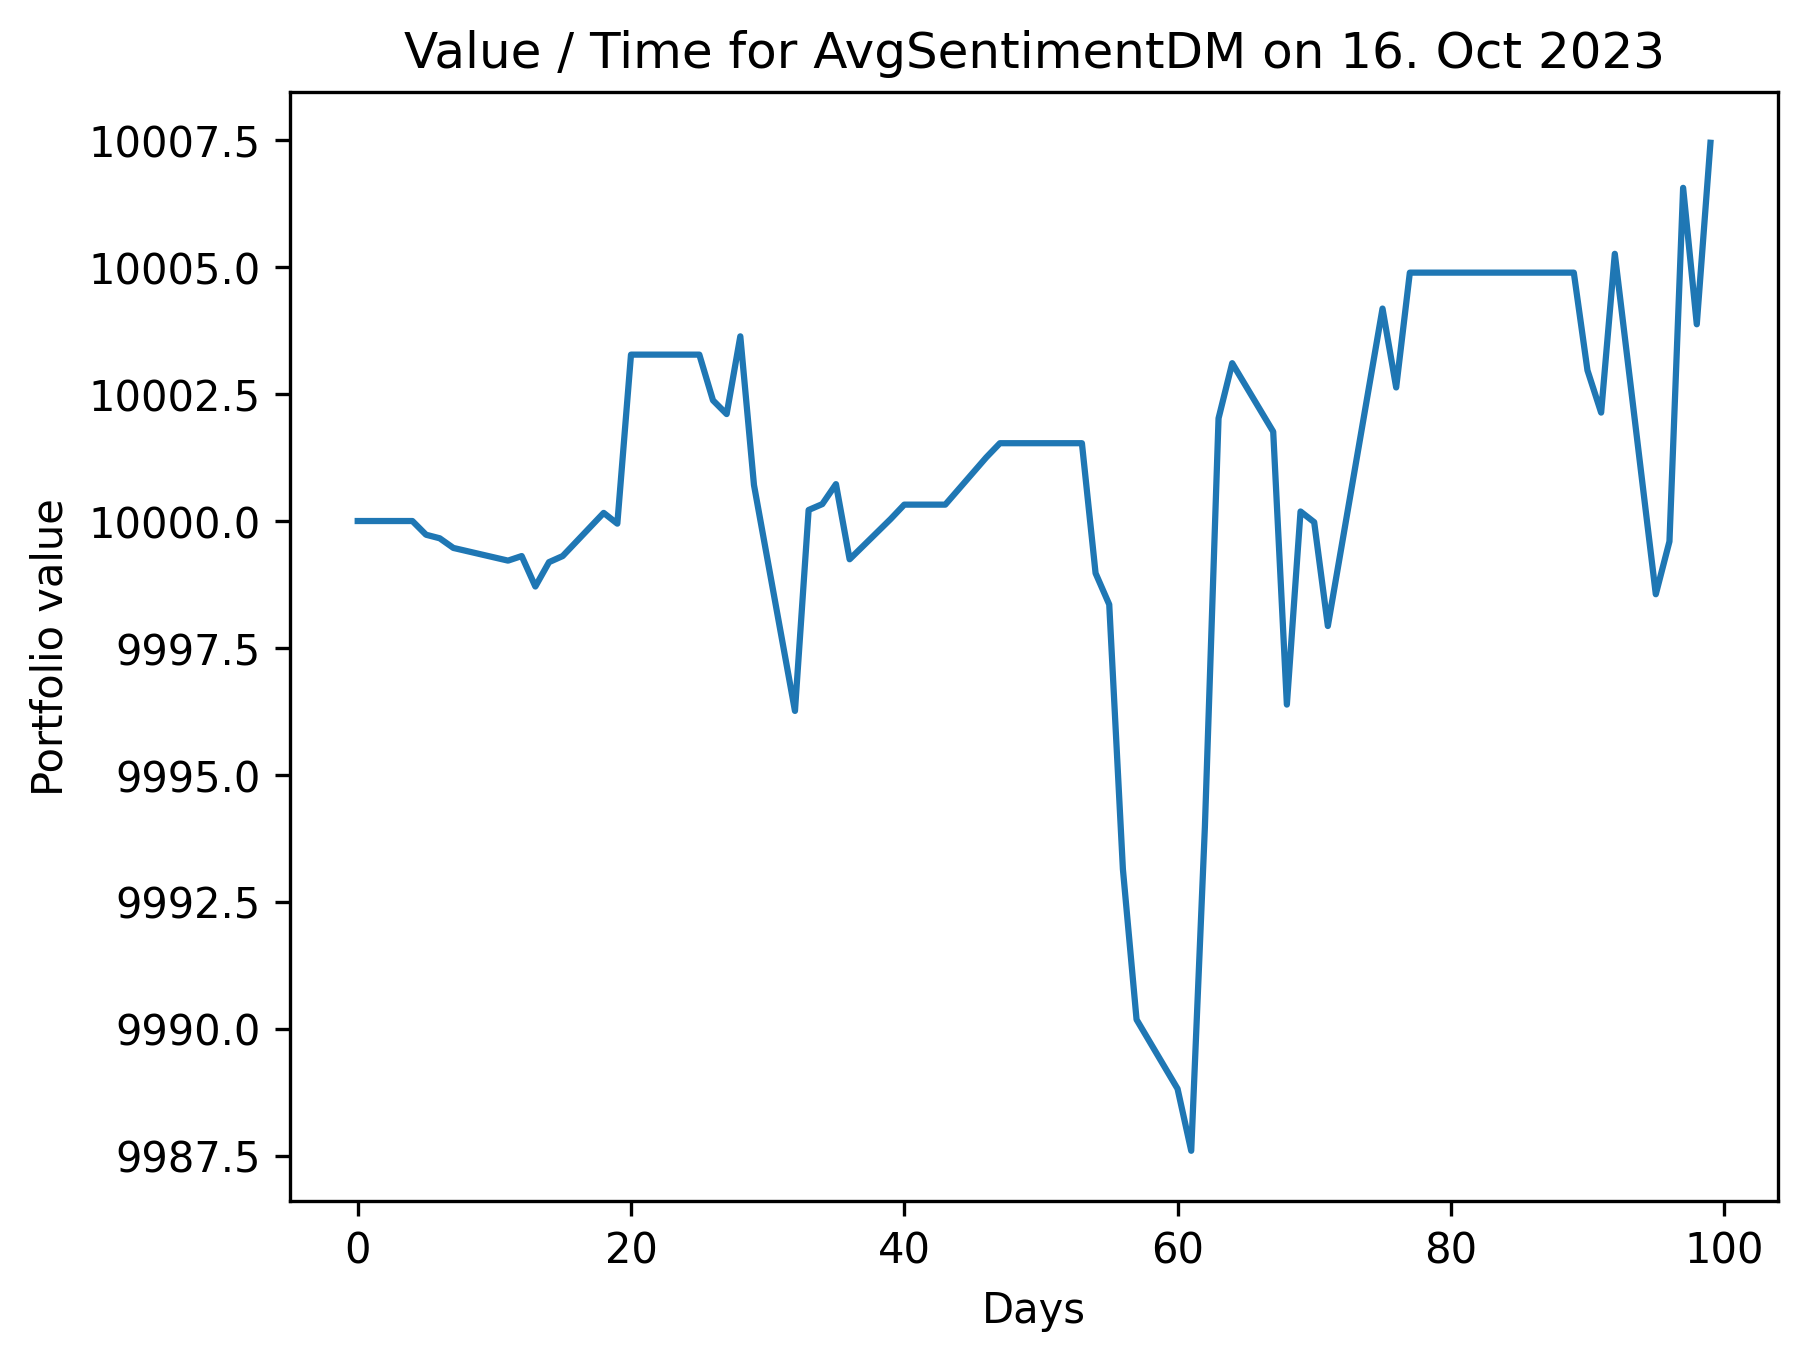 Value / Time for AvgSentimentDM on 16. Oct 2023
Portfolio value
10007.5
10005.0
10002.5
10000.0
9997.5
9995.0
9992.5
9990.0
9987.5
0 20 40 60 80 100
Days